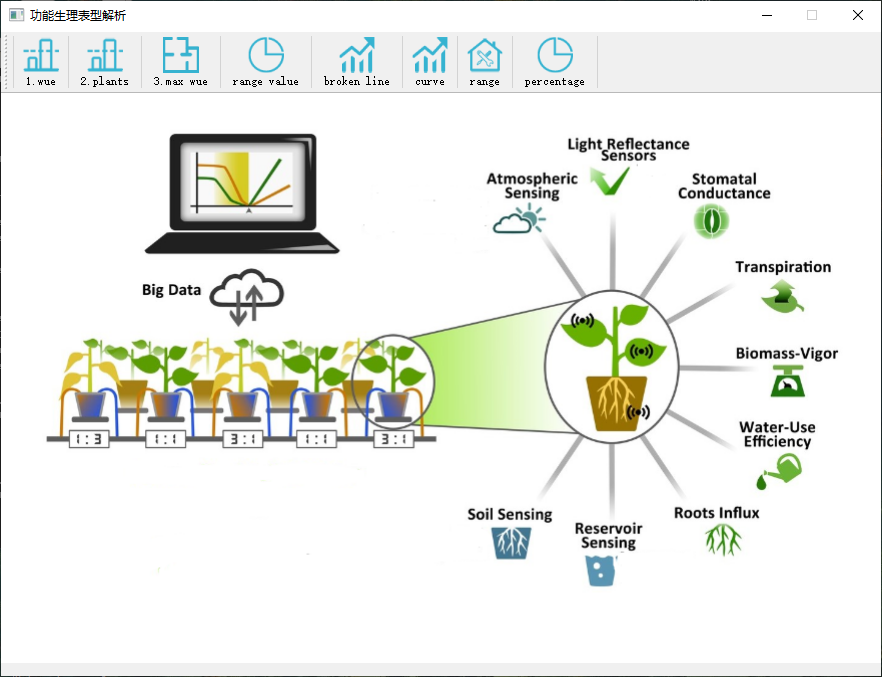 功能生理表型解析
1.wue
2.plants
3.max wue
range value
broken line
curve
range
percentage
Light Reflectance
Sensors
Atmospheric
Sensing
Stomatal
Conductance
Transpiration
Big Data
Biomass-Vigor
Water-Use
Efficiency
1:3
1:1
3:1
1:1
3:1
Soil Sensing
Reservoir
Sensing
Roots Influx